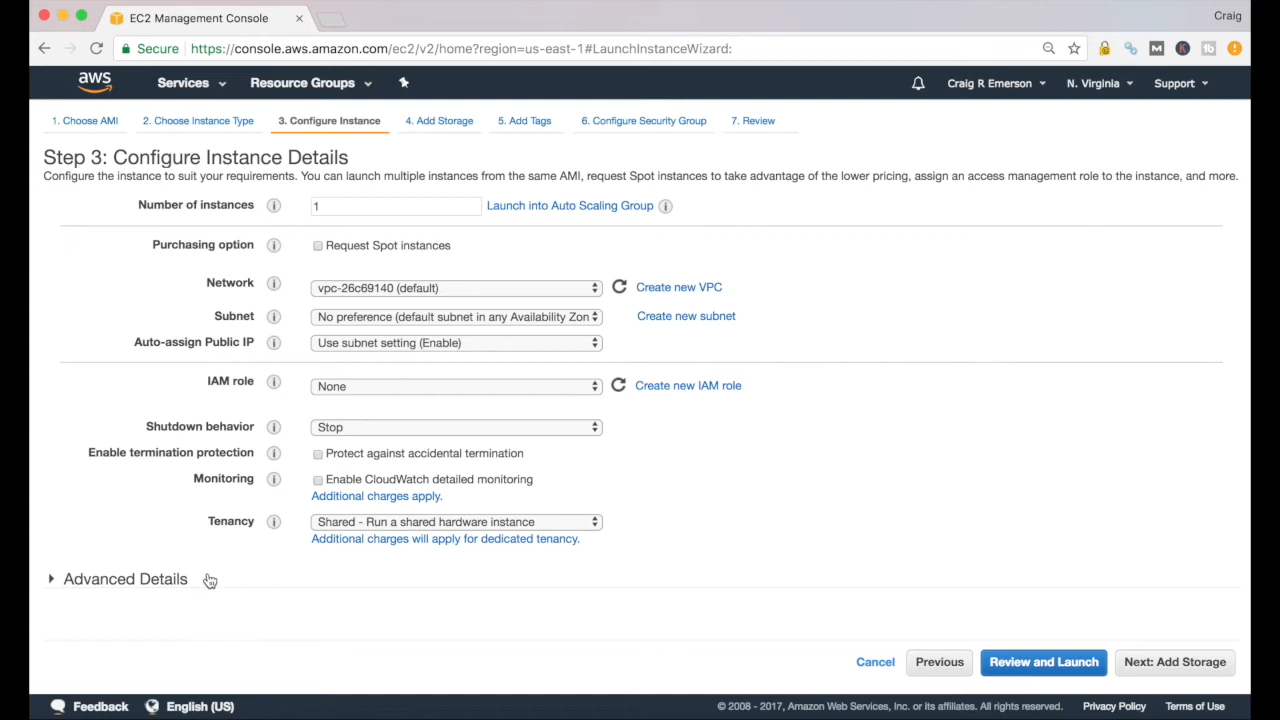 EC2 Management Console
Craig
Secure https://console.aws.amazon.com/ec2/v2/home?region=us-east-1#LaunchInstanceWizard:
aws Services Resource Groups Craig R Emerson N. Virginia Support
1. Choose AMI 2. Choose Instance Type 3. Configure Instance 4. Add Storage 5. Add Tags 6. Configure Security Group 7. Review
Step 3: Configure Instance Details
Configure the instance to suit your requirements. You can launch multiple instances from the same AMI, request Spot instances to take advantage of the lower pricing, assign an access management role to the instance, and more.
Number of instances 1 Launch into Auto Scaling Group
Purchasing option Request Spot instances
Network vpc-26c69140 (default) Create new VPC
Subnet No preference (default subnet in any Availability Zon Create new subnet
Auto-assign Public IP Use subnet setting (Enable)
IAM role None Create new IAM role
Shutdown behavior Stop
Enable termination protection Protect against accidental termination
Monitoring Enable CloudWatch detailed monitoring
Additional charges apply.
Tenancy Shared - Run a shared hardware instance
Additional charges will apply for dedicated tenancy.
Advanced Details
Cancel Previous Review and Launch Next: Add Storage
Feedback English (US) © 2008 - 2017, Amazon Web Services, Inc. or its affiliates. All rights reserved. Privacy Policy Terms of Use